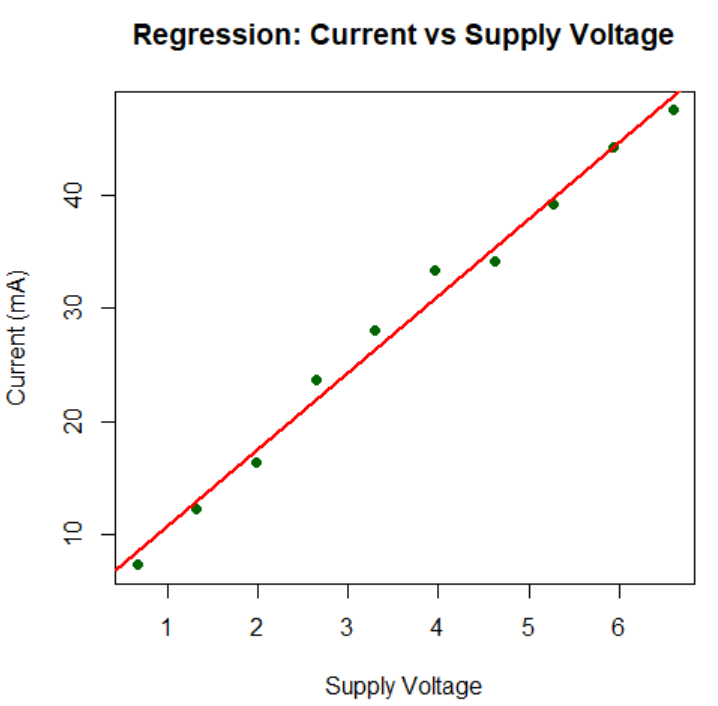 Regression: Current vs Supply Voltage
40
30
20
10
Current (mA)
1 2 3 4 5 6
Supply Voltage